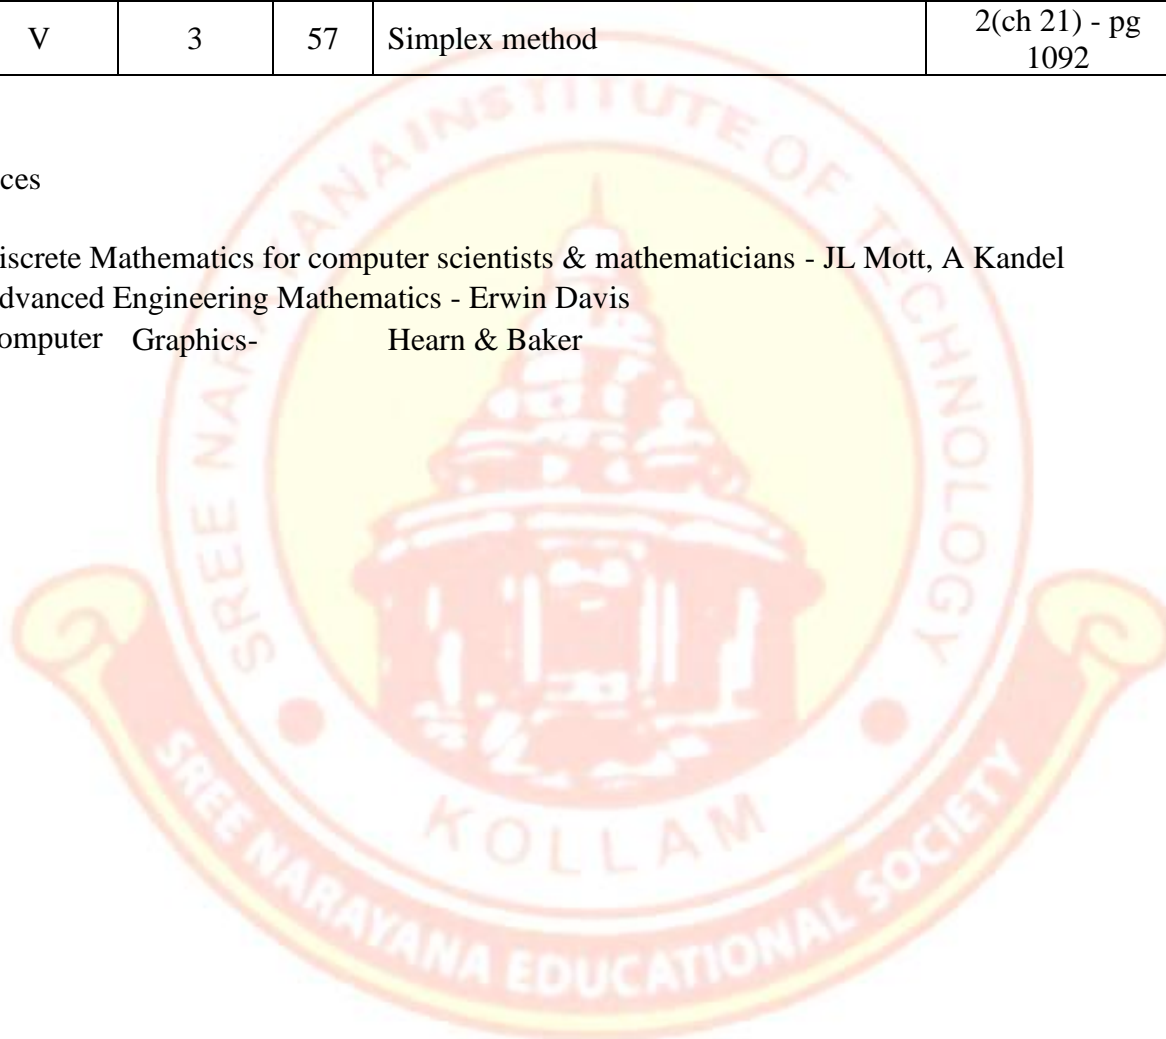 V 3 57 Simplex method 2(ch 21) - pg
1092
ces
iscrete Mathematics for computer scientists & mathematicians - JL Mott, A Kandel
dvanced Engineering Mathematics - Erwin Davis
omputer Graphics- Hearn & Baker
SREE NARAYANA INSTITUTE OF TECHNOLOGY
KOLLAM
SREE NARAYANA EDUCATIONAL SOCIETY